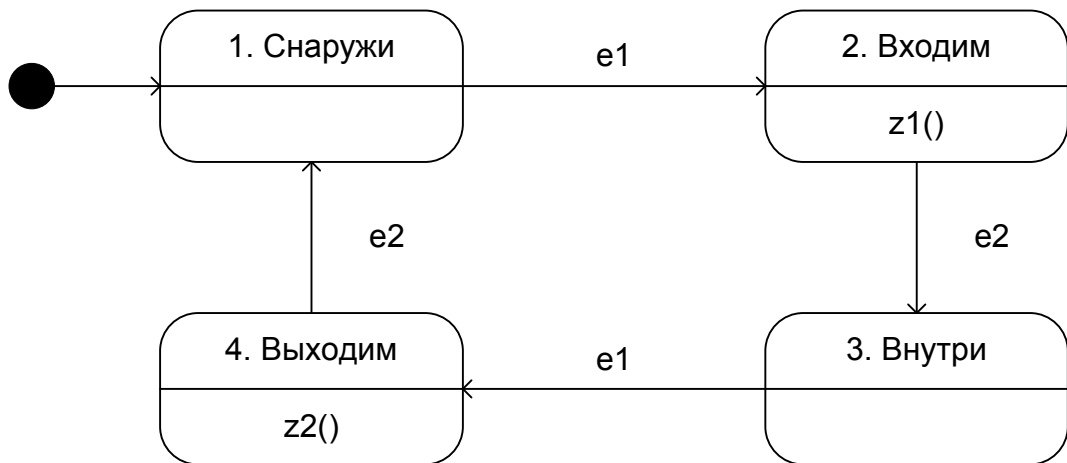 1. Снаружи
e1
2. Входим
z1()
e2
e2
4. Выходим
e1
3. Внутри
z2()